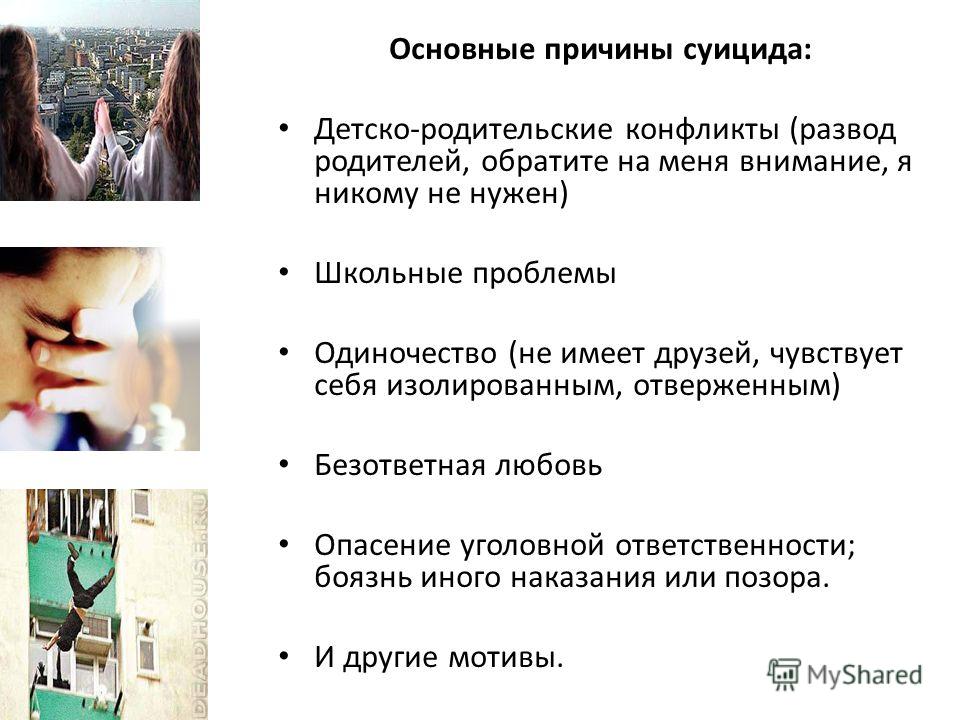 Основные причины суицида:
• Детско-родительские конфликты (развод
родителей, обратите на меня внимание, я
никому не нужен)
• Школьные проблемы
• Одиночество (не имеет друзей, чувствует
себя изолированным, отверженным)
• Безответная любовь
• Опасение уголовной ответственности;
боязнь иного наказания или позора.
• И другие мотивы.
DEADHOUSE.RU
MyShared